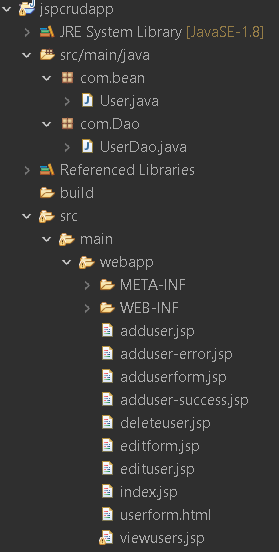 jspcrudapp
JRE System Library [JavaSE-1.8]
src/main/java
com.bean
User.java
com.Dao
UserDao.java
Referenced Libraries
build
src
main
webapp
META-INF
WEB-INF
adduser.jsp
adduser-error.jsp
adduserform.jsp
adduser-success.jsp
deleteuser.jsp
editform.jsp
edituser.jsp
index.jsp
userform.html
viewusers.jsp